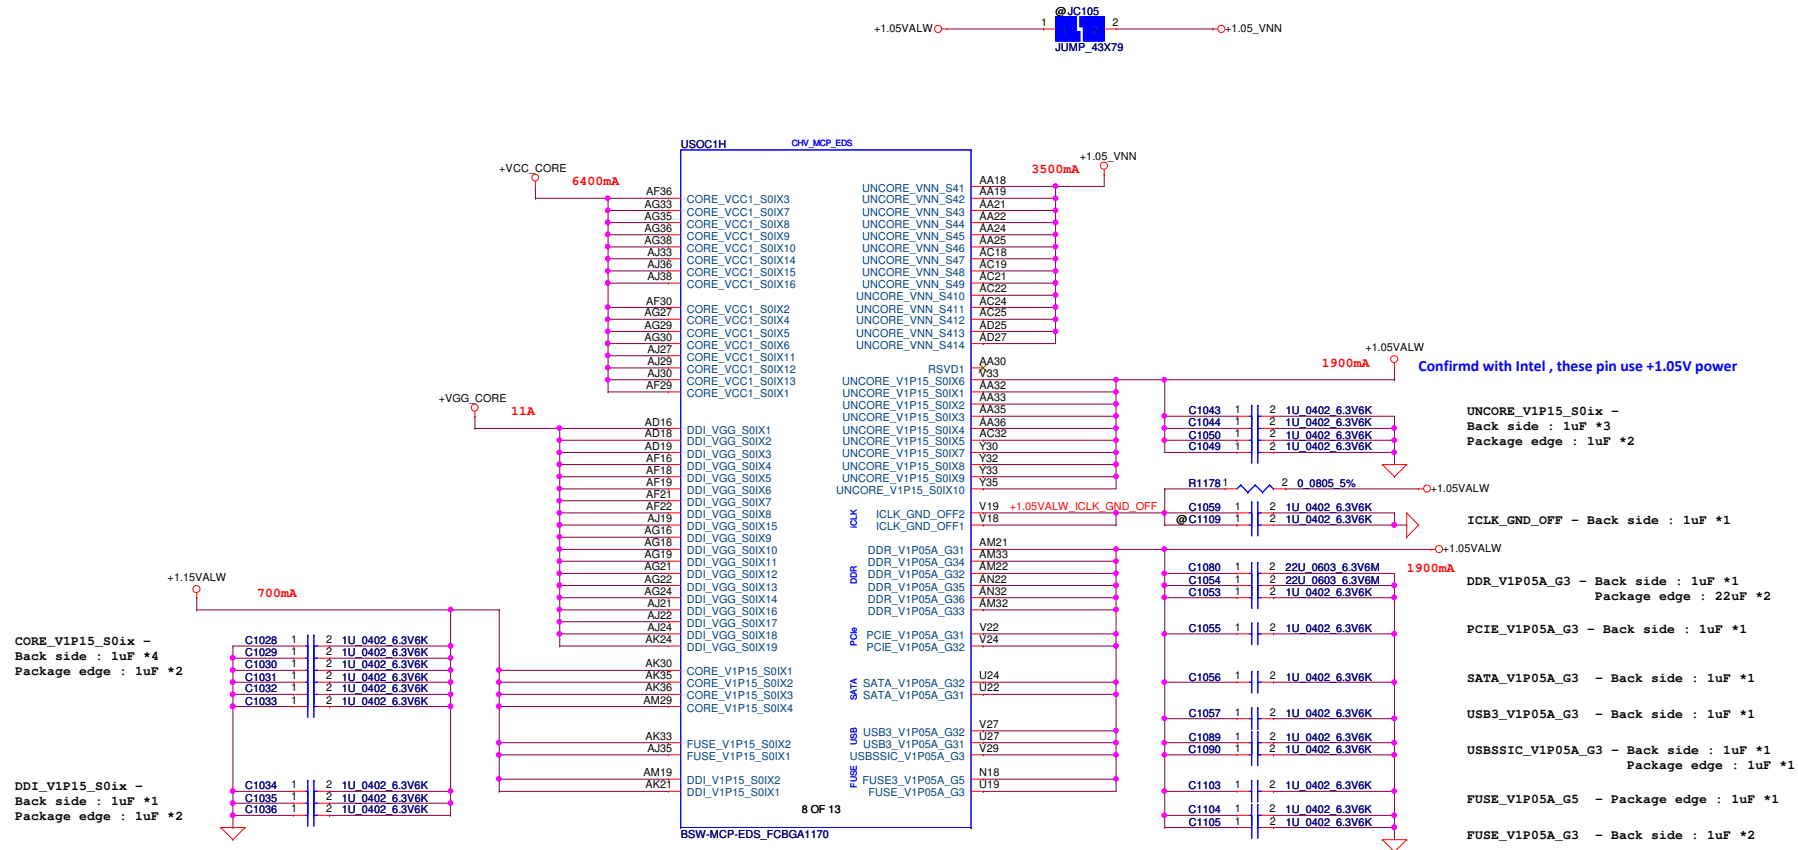 @JC105
+1.05VALW 1 2 +1.05_VNN
JUMP_43X79
USOC1H CHV_MCP_EDS
+VCC_CORE
6400mA
AF36 CORE_VCC1_S0IX3
AG33 CORE_VCC1_S0IX7
AG35 CORE_VCC1_S0IX8
AG36 CORE_VCC1_S0IX9
AG38 CORE_VCC1_S0IX10
AJ33 CORE_VCC1_S0IX14
AJ36 CORE_VCC1_S0IX15
AJ38 CORE_VCC1_S0IX16
AF30 CORE_VCC1_S0IX2
AG27 CORE_VCC1_S0IX4
AG29 CORE_VCC1_S0IX5
AG30 CORE_VCC1_S0IX6
AJ27 CORE_VCC1_S0IX11
AJ29 CORE_VCC1_S0IX12
AJ30 CORE_VCC1_S0IX13
AF29 CORE_VCC1_S0IX1
+VGG_CORE
11A
AD16 DDI_VGG_S0IX1
AD18 DDI_VGG_S0IX2
AD19 DDI_VGG_S0IX3
AF16 DDI_VGG_S0IX4
AF18 DDI_VGG_S0IX5
AF19 DDI_VGG_S0IX6
AF21 DDI_VGG_S0IX7
AF22 DDI_VGG_S0IX8
AJ19 DDI_VGG_S0IX15
AG16 DDI_VGG_S0IX9
AG18 DDI_VGG_S0IX10
AG19 DDI_VGG_S0IX11
AG21 DDI_VGG_S0IX12
AG22 DDI_VGG_S0IX13
AG24 DDI_VGG_S0IX14
AJ21 DDI_VGG_S0IX16
AJ22 DDI_VGG_S0IX17
AJ24 DDI_VGG_S0IX18
AK24 DDI_VGG_S0IX19
+1.15VALW
700mA
AK30 CORE_V1P15_S0IX1
AK35 CORE_V1P15_S0IX2
AK36 CORE_V1P15_S0IX3
AM29 CORE_V1P15_S0IX4
AK33 FUSE_V1P15_S0IX2
AJ35 FUSE_V1P15_S0IX1
AM19 DDI_V1P15_S0IX2
AK21 DDI_V1P15_S0IX1
CORE_V1P15_S0ix -
Back side : 1uF *4
Package edge : 1uF *2
C1028 1 2 1U_0402_6.3V6K
C1029 1 2 1U_0402_6.3V6K
C1030 1 2 1U_0402_6.3V6K
C1031 1 2 1U_0402_6.3V6K
C1032 1 2 1U_0402_6.3V6K
C1033 1 2 1U_0402_6.3V6K
DDI_V1P15_S0ix -
Back side : 1uF *1
Package edge : 1uF *2
C1034 1 2 1U_0402_6.3V6K
C1035 1 2 1U_0402_6.3V6K
C1036 1 2 1U_0402_6.3V6K
+1.05_VNN
3500mA
UNCORE_VNN_S41 AA18
UNCORE_VNN_S42 AA19
UNCORE_VNN_S43 AA21
UNCORE_VNN_S44 AA22
UNCORE_VNN_S45 AA24
UNCORE_VNN_S46 AA25
UNCORE_VNN_S47 AC18
UNCORE_VNN_S48 AC19
UNCORE_VNN_S49 AC21
UNCORE_VNN_S410 AC22
UNCORE_VNN_S411 AC24
UNCORE_VNN_S412 AC25
UNCORE_VNN_S413 AD25
UNCORE_VNN_S414 AD27
RSVD1 AA30
UNCORE_V1P15_S0IX6 V33
UNCORE_V1P15_S0IX1 AA32
UNCORE_V1P15_S0IX2 AA33
UNCORE_V1P15_S0IX3 AA35
UNCORE_V1P15_S0IX4 AA36
UNCORE_V1P15_S0IX5 AC32
UNCORE_V1P15_S0IX7 Y30
UNCORE_V1P15_S0IX8 Y32
UNCORE_V1P15_S0IX9 Y33
UNCORE_V1P15_S0IX10 Y35
iCLK
ICLK_GND_OFF2 V19 +1.05VALW_ICLK_GND_OFF
ICLK_GND_OFF1 V18
DDR
DDR_V1P05A_G31 AM21
DDR_V1P05A_G34 AM33
DDR_V1P05A_G32 AM22
DDR_V1P05A_G35 AN22
DDR_V1P05A_G36 AN32
DDR_V1P05A_G33 AM32
PCIe
PCIE_V1P05A_G31 V22
PCIE_V1P05A_G32 V24
SATA
SATA_V1P05A_G32 U24
SATA_V1P05A_G31 U22
USB
USB3_V1P05A_G32 V27
USB3_V1P05A_G31 U27
USBSSIC_V1P05A_G3 V29
FUSE
FUSE3_V1P05A_G5 N18
FUSE_V1P05A_G3 U19
8 OF 13
BSW-MCP-EDS_FCBGA1170
+1.05VALW
1900mA
Confirmd with Intel , these pin use +1.05V power
C1043 1 2 1U_0402_6.3V6K
C1044 1 2 1U_0402_6.3V6K
C1050 1 2 1U_0402_6.3V6K
C1049 1 2 1U_0402_6.3V6K
UNCORE_V1P15_S0ix -
Back side : 1uF *3
Package edge : 1uF *2
R1178 1 2 0_0805_5% +1.05VALW
C1059 1 2 1U_0402_6.3V6K
@C1109 1 2 1U_0402_6.3V6K
ICLK_GND_OFF - Back side : 1uF *1
+1.05VALW
1900mA
C1080 1 2 22U_0603_6.3V6M
C1054 1 2 22U_0603_6.3V6M
C1053 1 2 1U_0402_6.3V6K
DDR_V1P05A_G3 - Back side : 1uF *1
Package edge : 22uF *2
C1055 1 2 1U_0402_6.3V6K
PCIE_V1P05A_G3 - Back side : 1uF *1
C1056 1 2 1U_0402_6.3V6K
SATA_V1P05A_G3 - Back side : 1uF *1
C1057 1 2 1U_0402_6.3V6K
USB3_V1P05A_G3 - Back side : 1uF *1
C1089 1 2 1U_0402_6.3V6K
C1090 1 2 1U_0402_6.3V6K
USBSSIC_V1P05A_G3 - Back side : 1uF *1
Package edge : 1uF *1
C1103 1 2 1U_0402_6.3V6K
FUSE_V1P05A_G5 - Package edge : 1uF *1
C1104 1 2 1U_0402_6.3V6K
C1105 1 2 1U_0402_6.3V6K
FUSE_V1P05A_G3 - Back side : 1uF *2